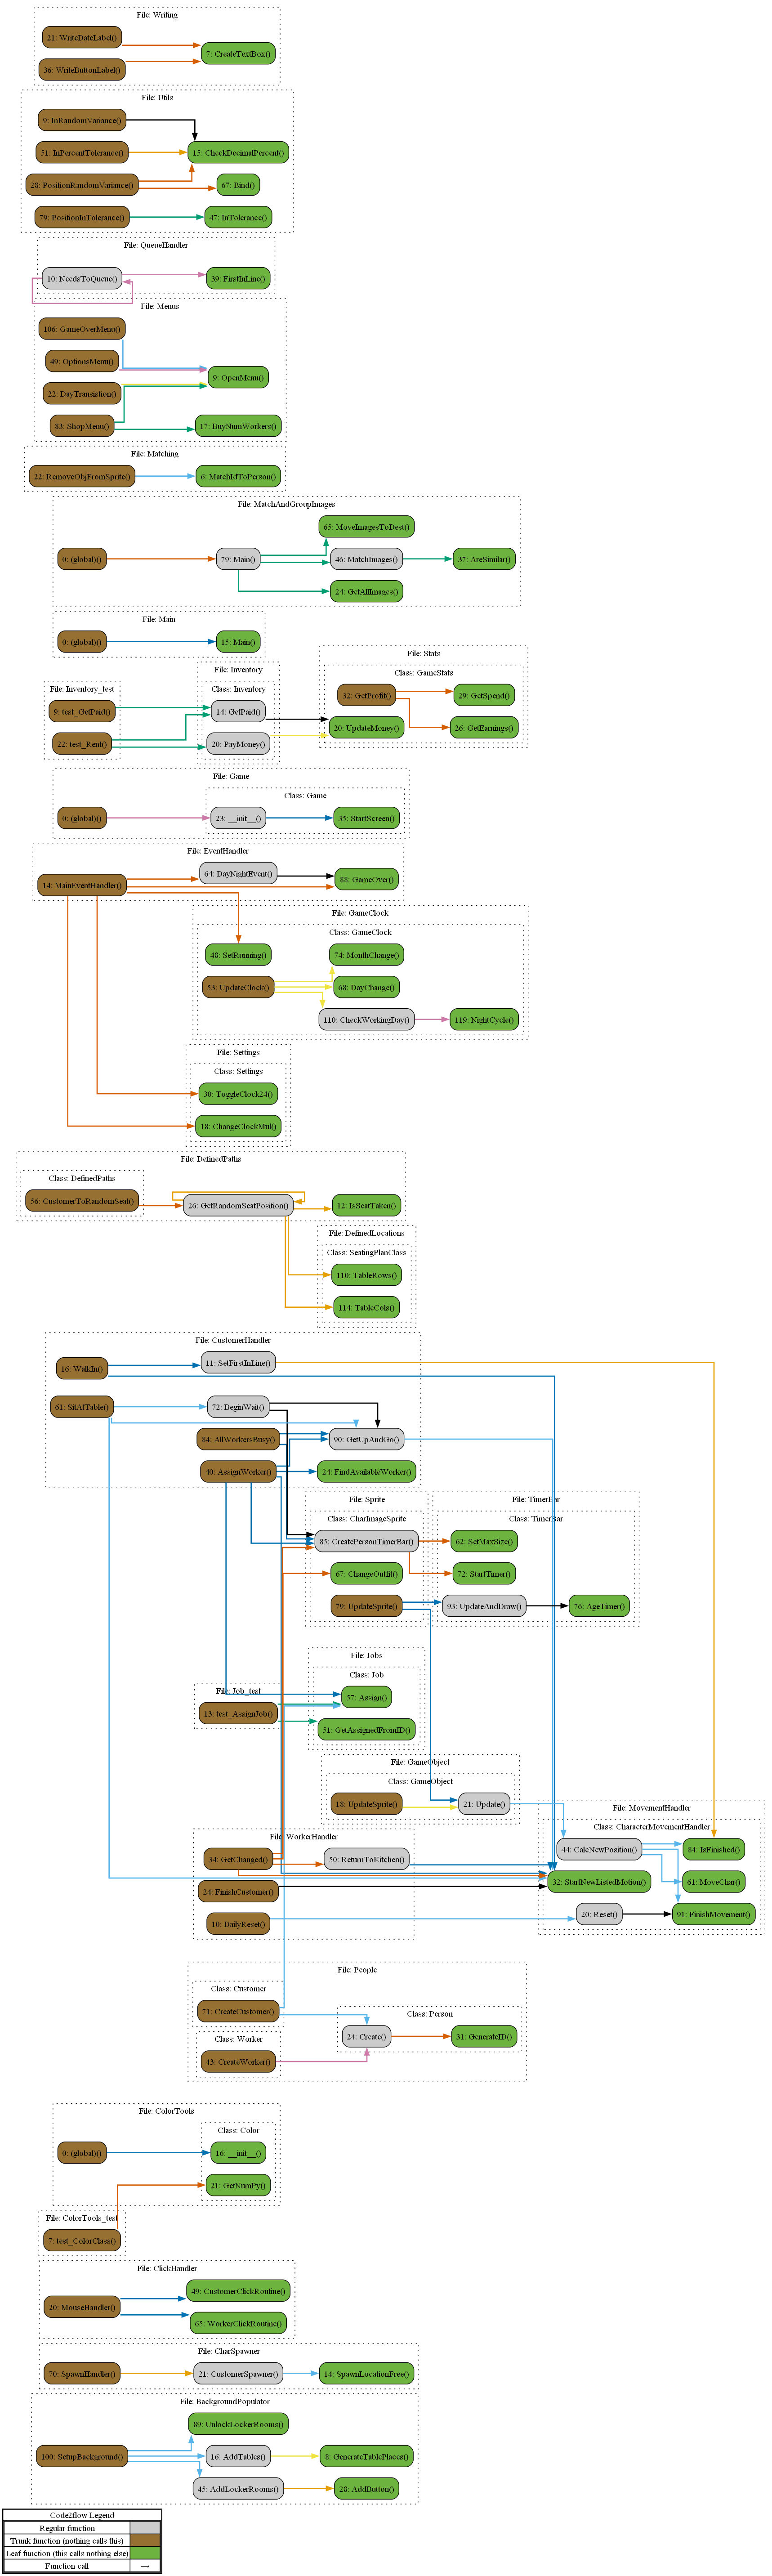 File: Writing
21: WriteDateLabel()
7: CreateTextBox()
36: WriteButtonLabel()
File: Utils
9: InRandomVariance()
51: InPercentTolerance()
15: CheckDecimalPercent()
28: PositionRandomVariance()
67: Bind()
79: PositionInTolerance()
47: InTolerance()
File: QueueHandler
10: NeedsToQueue()
39: FirstInLine()
File: Menus
106: GameOverMenu()
49: OptionsMenu()
9: OpenMenu()
22: DayTransistion()
83: ShopMenu()
17: BuyNumWorkers()
File: Matching
22: RemoveObjFromSprite()
6: MatchIdToPerson()
File: MatchAndGroupImages
65: MoveImagesToDest()
0: (global)()
79: Main()
46: MatchImages()
37: AreSimilar()
24: GetAllImages()
File: Main
0: (global)()
15: Main()
File: Stats
Class: GameStats
32: GetProfit()
29: GetSpend()
20: UpdateMoney()
26: GetEarnings()
File: Inventory
Class: Inventory
14: GetPaid()
20: PayMoney()
File: Inventory_test
9: test_GetPaid()
22: test_Rent()
File: Game
Class: Game
0: (global)()
23: __init__()
35: StartScreen()
File: EventHandler
64: DayNightEvent()
14: MainEventHandler()
88: GameOver()
File: GameClock
Class: GameClock
48: SetRunning()
74: MonthChange()
53: UpdateClock()
68: DayChange()
110: CheckWorkingDay()
119: NightCycle()
File: Settings
Class: Settings
30: ToggleClock24()
18: ChangeClockMul()
File: DefinedPaths
Class: DefinedPaths
56: CustomerToRandomSeat()
26: GetRandomSeatPosition()
12: IsSeatTaken()
File: DefinedLocations
Class: SeatingPlanClass
110: TableRows()
114: TableCols()
File: CustomerHandler
16: WalkIn()
11: SetFirstInLine()
61: SitAtTable()
72: BeginWait()
84: AllWorkersBusy()
90: GetUpAndGo()
40: AssignWorker()
24: FindAvailableWorker()
File: Sprite
Class: CharImageSprite
85: CreatePersonTimerBar()
67: ChangeOutfit()
79: UpdateSprite()
File: TimerBar
Class: TimerBar
62: SetMaxSize()
72: StartTimer()
93: UpdateAndDraw()
76: AgeTimer()
File: Jobs
Class: Job
57: Assign()
51: GetAssignedFromID()
File: Job_test
13: test_AssignJob()
File: GameObject
Class: GameObject
18: UpdateSprite()
21: Update()
File: MovementHandler
Class: CharacterMovementHandler
44: CalcNewPosition()
84: IsFinished()
32: StartNewListedMotion()
61: MoveChar()
20: Reset()
91: FinishMovement()
File: WorkerHandler
34: GetChanged()
50: ReturnToKitchen()
24: FinishCustomer()
10: DailyReset()
File: People
Class: Customer
71: CreateCustomer()
Class: Person
24: Create()
31: GenerateID()
Class: Worker
43: CreateWorker()
File: ColorTools
Class: Color
0: (global)()
16: __init__()
21: GetNumPy()
File: ColorTools_test
7: test_ColorClass()
File: ClickHandler
49: CustomerClickRoutine()
20: MouseHandler()
65: WorkerClickRoutine()
File: CharSpawner
70: SpawnHandler()
21: CustomerSpawner()
14: SpawnLocationFree()
File: BackgroundPopulator
89: UnlockLockerRooms()
100: SetupBackground()
16: AddTables()
8: GenerateTablePlaces()
45: AddLockerRooms()
28: AddButton()
Code2flow Legend
Regular function
Trunk function (nothing calls this)
Leaf function (this calls nothing else)
Function call →